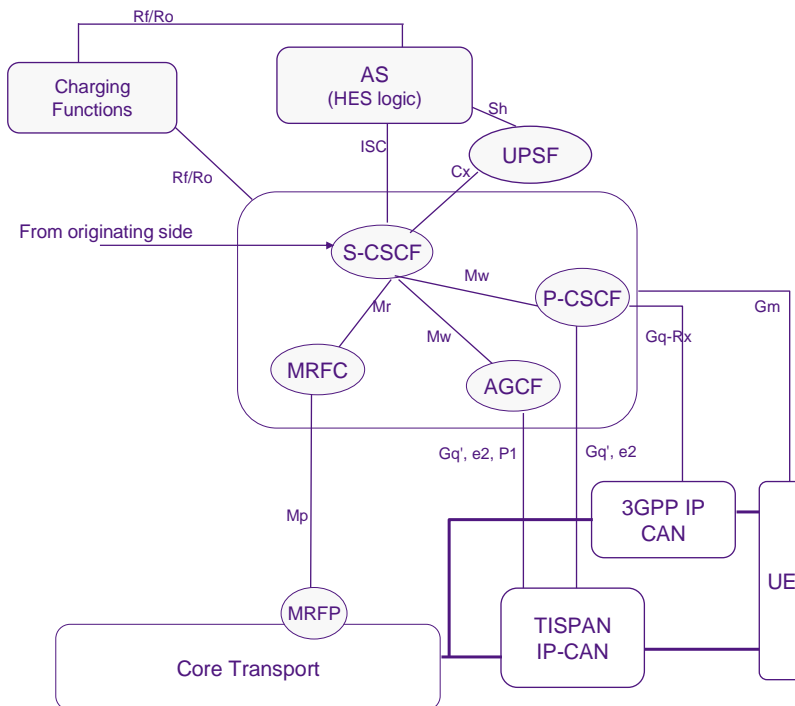 Rf/Ro
Charging
Functions
AS
(HES logic)
Sh
ISC
UPSF
Cx
Rf/Ro
From originating side
S-CSCF
Mw
P-CSCF
Gm
Mr
Mw
Gq-Rx
MRFC
AGCF
Gq', e2, P1
Gq', e2
3GPP IP
CAN
Mp
UE
MRFP
TISPAN
IP-CAN
Core Transport